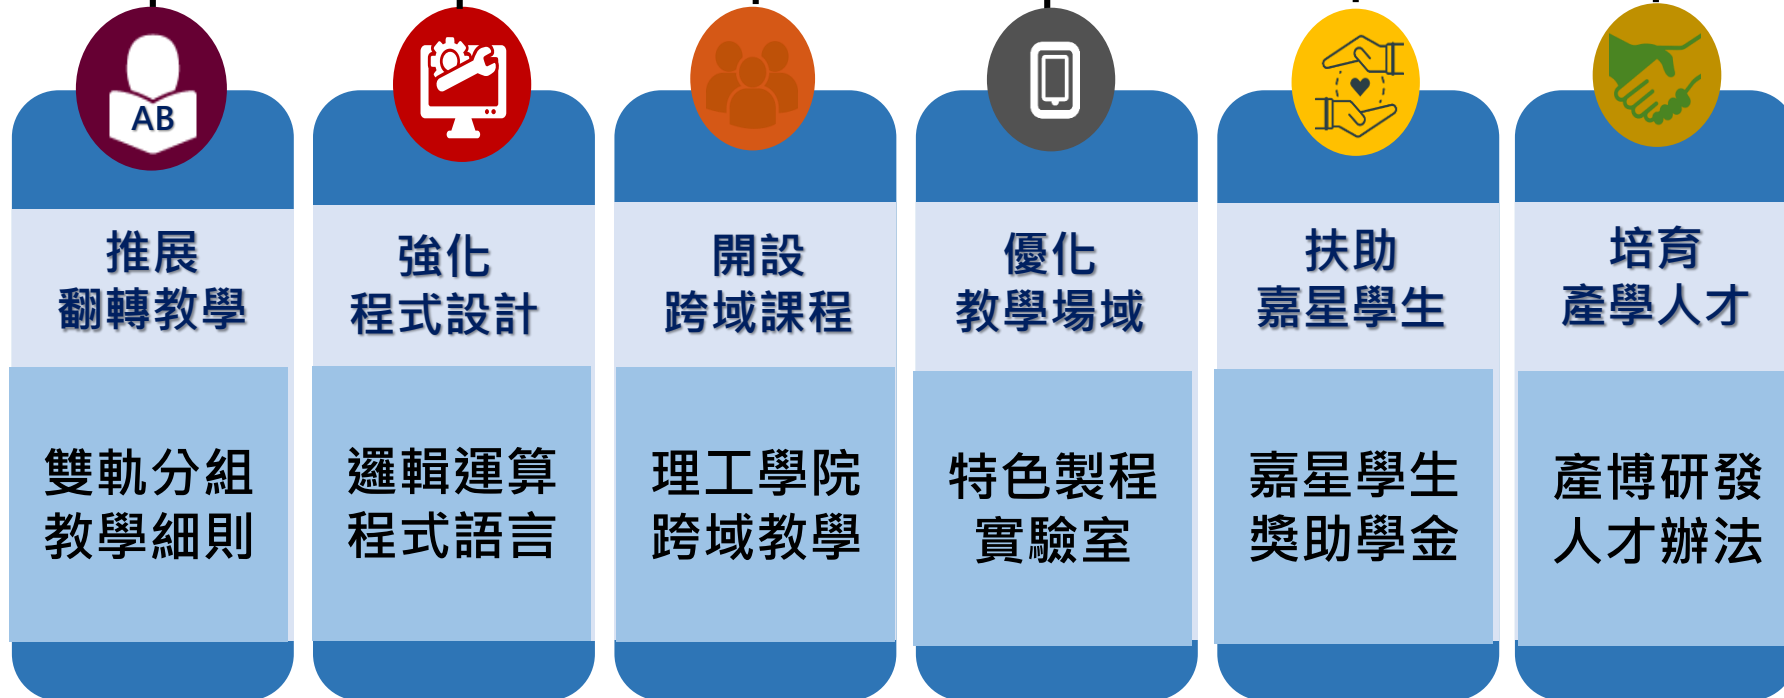 AB
推展
翻轉教學
雙軌分組
教學細則
強化
程式設計
邏輯運算
程式語言
開設
跨域課程
理工學院
跨域教學
優化
教學場域
特色製程
實驗室
扶助
嘉星學生
嘉星學生
獎助學金
培育
產學人才
產博研發
人才辦法